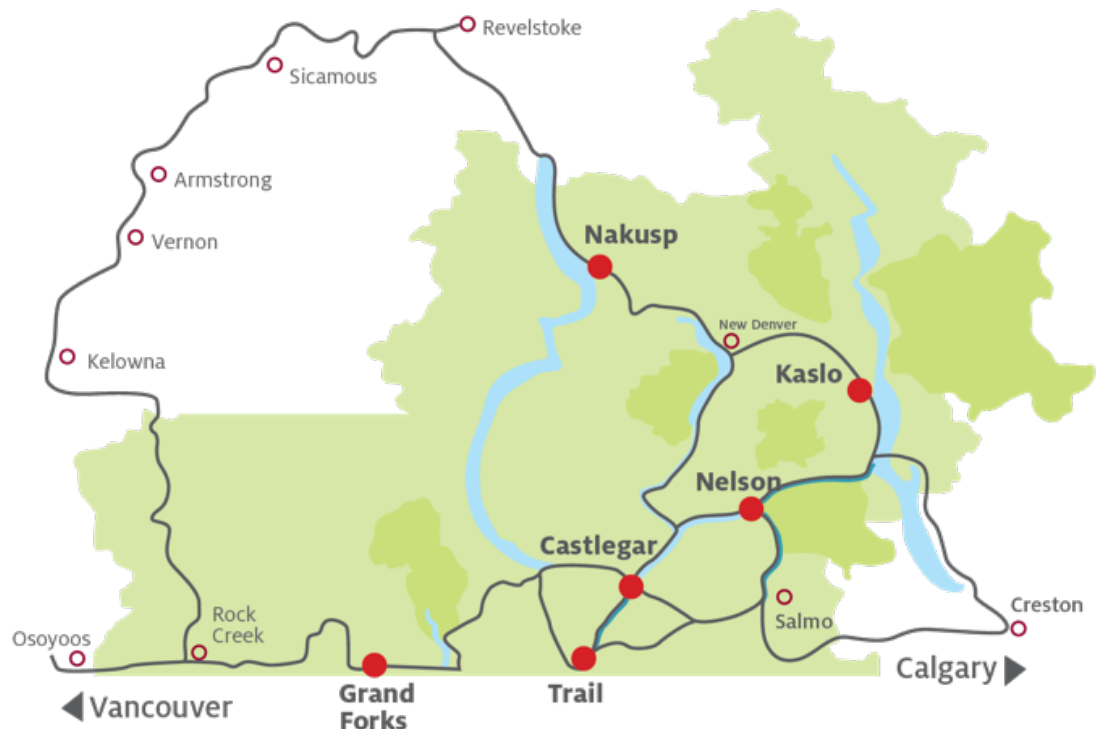 Revelstoke
Sicamous
Armstrong
Vernon
Nakusp
New Denver
Kelowna
Kaslo
Nelson
Castlegar
Rock
Creek
Salmo
Creston
Osoyoos
Calgary
Grand
Forks
Trail
Vancouver